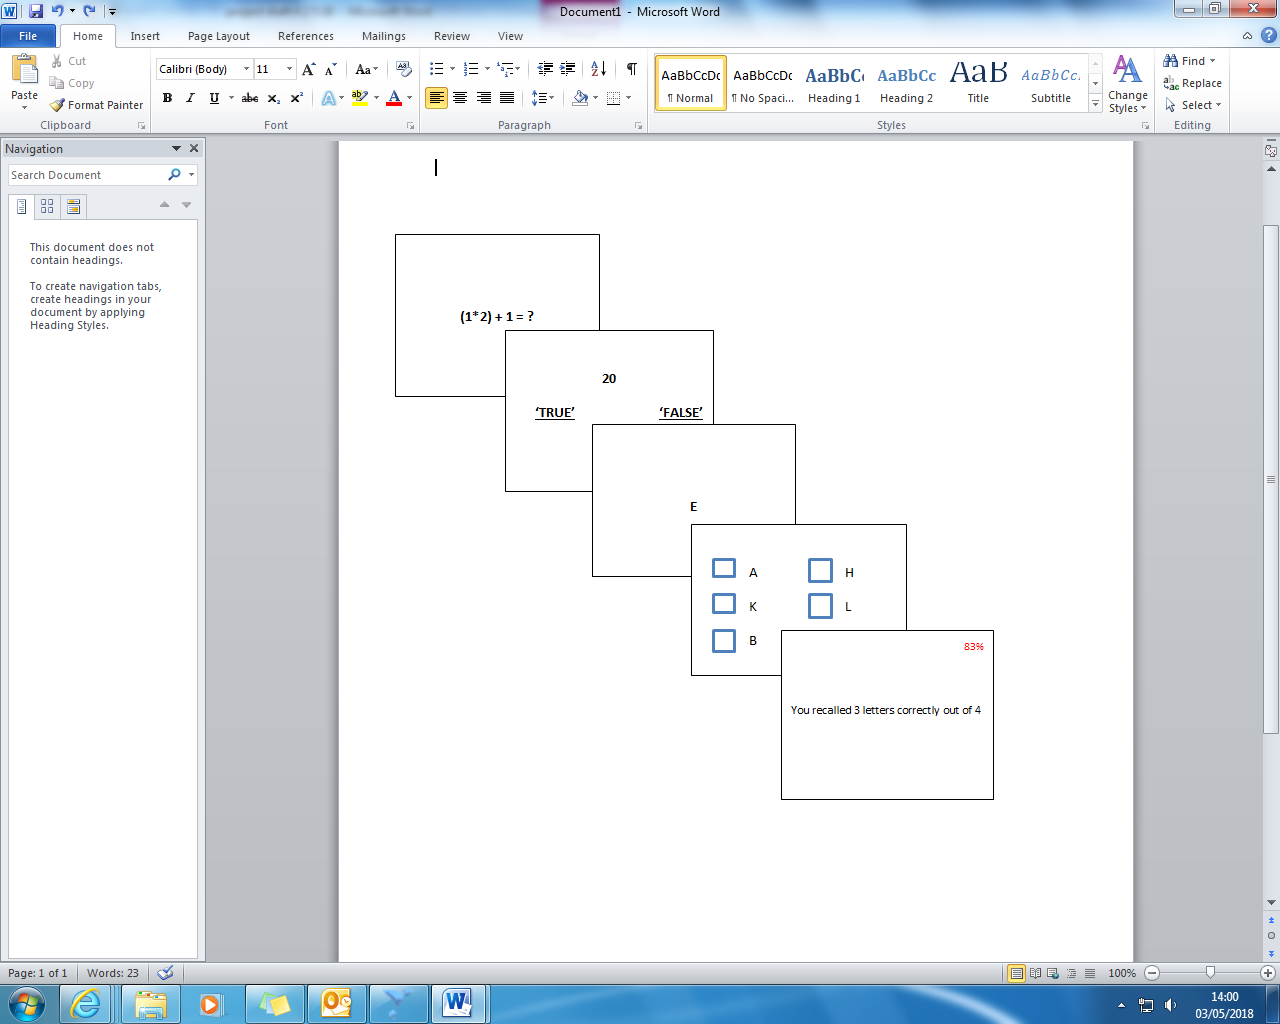 Document1 - Microsoft Word
File Home Insert Page Layout References Mailings Review View
Paste
Cut
Copy
Format Painter
Clipboard
Calibri (Body) 11
Font
Paragraph
AaBbCcDc ¶ Normal
AaBbCcDc ¶ No Spaci...
AaBbCc Heading 1
AaBbCc Heading 2
AaB Title
AaBbCc. Subtitle
Change Styles
Styles
Find
Replace
Select
Editing
Navigation
Search Document
This document does not
contain headings.
To create navigation tabs,
create headings in your
document by applying
Heading Styles.
(1*2) + 1 = ?
20
‘TRUE’ ‘FALSE’
E
A H
K L
B
83%
You recalled 3 letters correctly out of 4
Page: 1 of 1 Words: 23 100%
14:00
03/05/2018